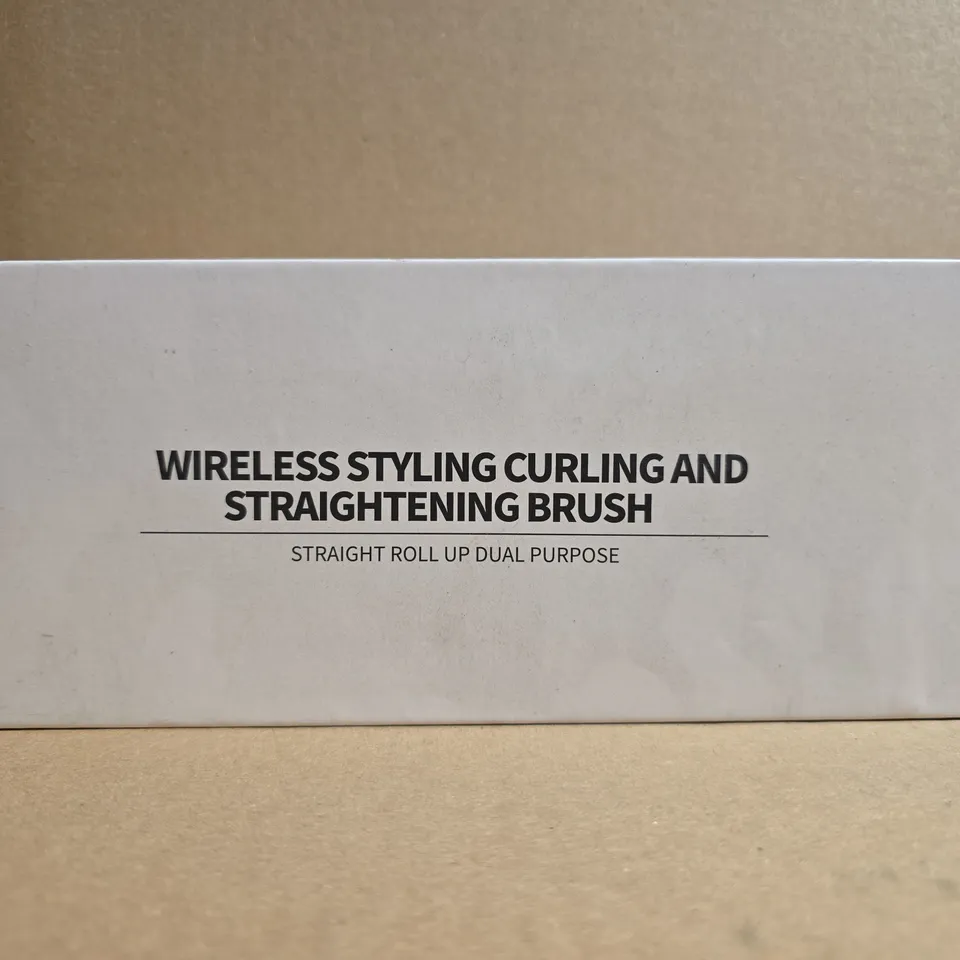 WIRELESS STYLING CURLING AND
STRAIGHTENING BRUSH
STRAIGHT ROLL UP DUAL PURPOSE